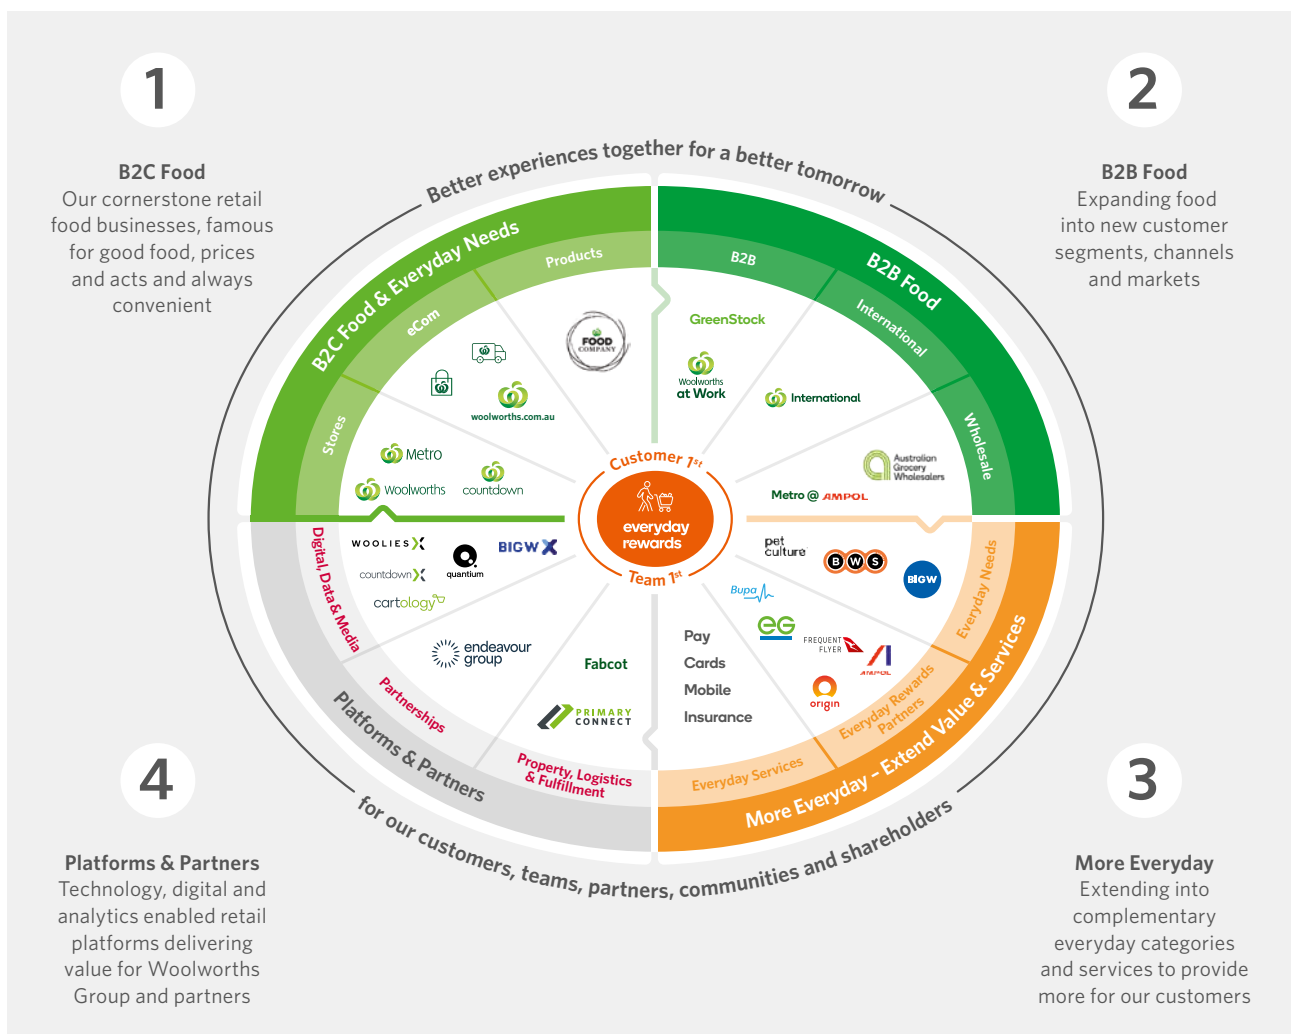 1
B2C Food
Our cornerstone retail
food businesses, famous
for good food, prices
and acts and always
convenient
2
B2B Food
Expanding food
into new customer
segments, channels
and markets
Better experiences together for a better tomorrow
B2C Food & Everyday Needs
Stores
eCom
Products
B2B Food
B2B
International
Wholesale
FOOD
COMPANY
woolworths.com.au
Metro
Woolworths
countdown
GreenStock
Woolworths
at Work
International
Australian
Grocery
Wholesalers
Metro @ AMPOL
Customer 1st
everyday
rewards
Team 1st
WOOLIES X
countdownX
cartology
quantium
BIGW X
endeavour
group
Fabcot
PRIMARY
CONNECT
pet
culture
BWS
BIGW
Bupa
eg
FREQUENT
FLYER
AMPOL
origin
Pay
Cards
Mobile
Insurance
Digital, Data & Media
Partnerships
Property, Logistics
& Fulfillment
Platforms & Partners
Everyday Needs
Everyday Rewards
Partners
Everyday Services
More Everyday – Extend Value & Services
for our customers, teams, partners, communities and shareholders
4
Platforms & Partners
Technology, digital and
analytics enabled retail
platforms delivering
value for Woolworths
Group and partners
3
More Everyday
Extending into
complementary
everyday categories
and services to provide
more for our customers